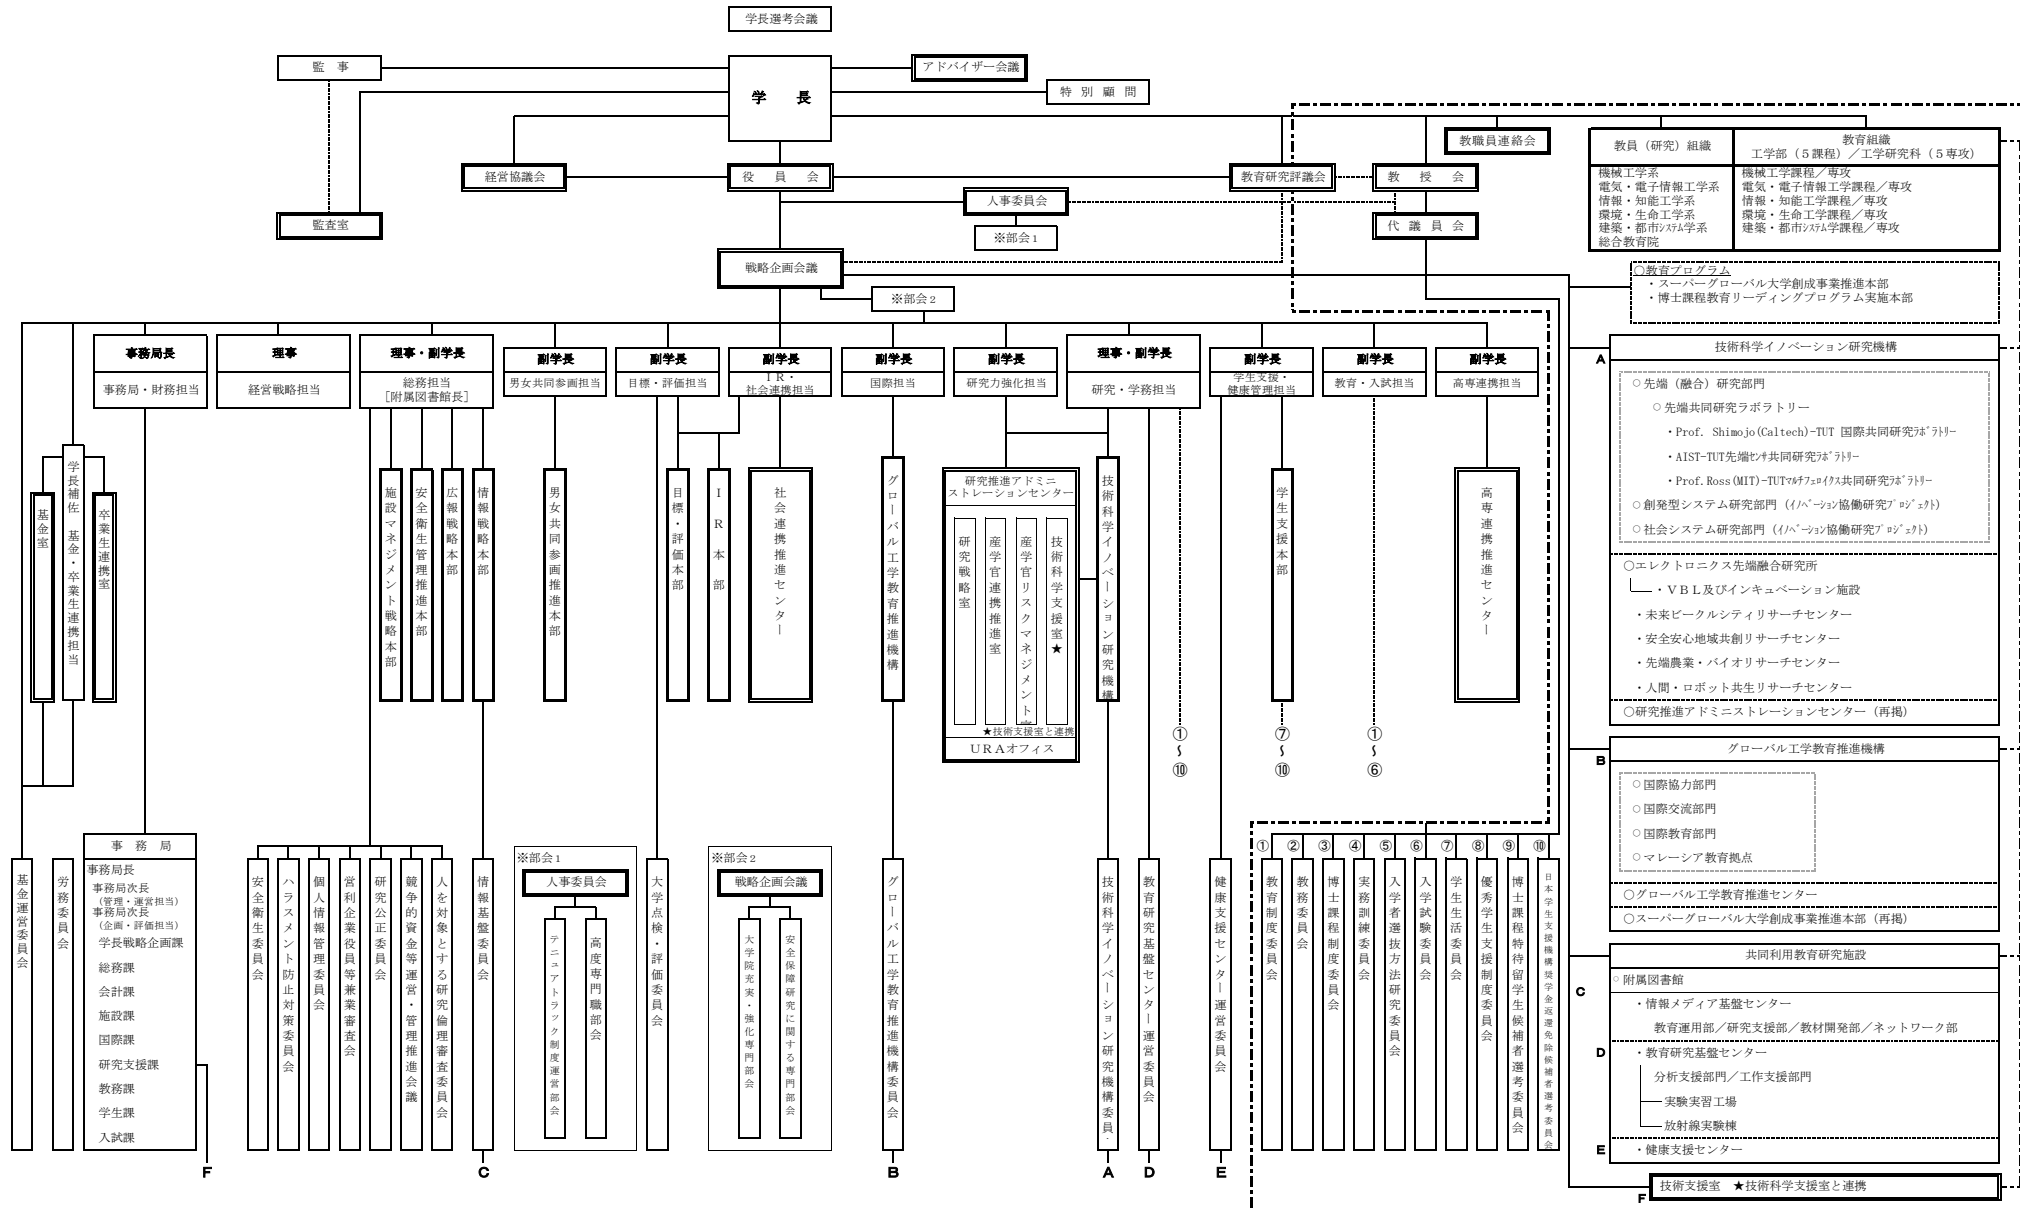 学長選考会議
監　事
学　長
アドバイザー会議
特 別 顧 問
教職員連絡会
経営協議会
役　員　会
教育研究評議会
教　授　会
監査室
人事委員会
※部会1
代 議 員 会
戦略企画会議
※部会2
教員（研究）組織
機械工学系
電気・電子情報工学系
情報・知能工学系
環境・生命工学系
建築・都市ｼｽﾃﾑ学系
総合教育院
教育組織
工学部（５課程）／工学研究科（５専攻）
機械工学課程／専攻
電気・電子情報工学課程／専攻
情報・知能工学課程／専攻
環境・生命工学課程／専攻
建築・都市ｼｽﾃﾑ学課程／専攻
○教育プログラム
・スーパーグローバル大学創成事業推進本部
・博士課程教育リーディングプログラム実施本部
事務局長
事務局・財務担当
理事
経営戦略担当
理事・副学長
総務担当
［附属図書館長］
副学長
男女共同参画担当
副学長
目標・評価担当
副学長
ＩＲ・
社会連携担当
副学長
国際担当
副学長
研究力強化担当
理事・副学長
研究・学務担当
副学長
学生支援・
健康管理担当
副学長
教育・入試担当
副学長
高専連携担当
基金室
学長補佐　基金・卒業生連携担当
卒業生連携室
施設マネジメント戦略本部
安全衛生管理推進本部
広報戦略本部
情報戦略本部
男女共同参画推進本部
目標・評価本部
ＩＲ本部
社会連携推進センター
グローバル工学教育推進機構
研究推進アドミニ
ストレーションセンター
研究戦略室
産学官連携推進室
産学官リスクマネジメント室
技術科学支援室★
★技術支援室と連携
ＵＲＡオフィス
技術科学イノベーション研究機構
学生支援本部
高専連携推進センター
①
〜
⑩
⑦
〜
⑩
①
〜
⑥
基金運営委員会
労務委員会
事　務　局
事務局長
事務局次長
（管理・運営担当）
事務局次長
（企画・評価担当）
学長戦略企画課
総務課
会計課
施設課
国際課
研究支援課
教務課
学生課
入試課
F
安全衛生委員会
ハラスメント防止対策委員会
個人情報管理委員会
営利企業役員等兼業審査会
研究公正委員会
競争的資金等運営・管理推進会議
人を対象とする研究倫理審査委員会
情報基盤委員会
C
※部会1
人事委員会
テニュアトラック制度運営部会
高度専門職部会
大学点検・評価委員会
※部会2
戦略企画会議
大学院充実・強化専門部会
安全保障研究に関する専門部会
グローバル工学教育推進機構委員会
B
技術科学イノベーション研究機構委員
A
教育研究基盤センター運営委員会
D
健康支援センター運営委員会
E
①
教育制度委員会
②
教務委員会
③
博士課程制度委員会
④
実務訓練委員会
⑤
入学者選抜方法研究委員会
⑥
入学試験委員会
⑦
学生生活委員会
⑧
優秀学生支援制度委員会
⑨
博士課程特待留学生候補者選考委員会
⑩
日本学生支援機構奨学金返還免除候補者選考委員会
A
技術科学イノベーション研究機構
○先端（融合）研究部門
○先端共同研究ラボラトリー
・Prof. Shimojo(Caltech)-TUT 国際共同研究ﾗﾎﾞﾗﾄﾘｰ
・AIST-TUT先端ｾﾝｻ共同研究ﾗﾎﾞﾗﾄﾘｰ
・Prof.Ross(MIT)-TUTﾏﾙﾁﾌｪﾛｲｸｽ共同研究ﾗﾎﾞﾗﾄﾘｰ
○創発型システム研究部門（ｲﾉﾍﾞｰｼｮﾝ協働研究ﾌﾟﾛｼﾞｪｸﾄ）
○社会システム研究部門（ｲﾉﾍﾞｰｼｮﾝ協働研究ﾌﾟﾛｼﾞｪｸﾄ）
○エレクトロニクス先端融合研究所
・ＶＢＬ及びインキュベーション施設
・未来ビークルシティリサーチセンター
・安全安心地域共創リサーチセンター
・先端農業・バイオリサーチセンター
・人間・ロボット共生リサーチセンター
○研究推進アドミニストレーションセンター（再掲）
B
グローバル工学教育推進機構
○国際協力部門
○国際交流部門
○国際教育部門
○マレーシア教育拠点
○グローバル工学教育推進センター
○スーパーグローバル大学創成事業推進本部（再掲）
共同利用教育研究施設
○附属図書館
C
・情報メディア基盤センター
教育運用部／研究支援部／教材開発部／ネットワーク部
D
・教育研究基盤センター
分析支援部門／工作支援部門
実験実習工場
放射線実験棟
E
・健康支援センター
F
技術支援室　★技術科学支援室と連携